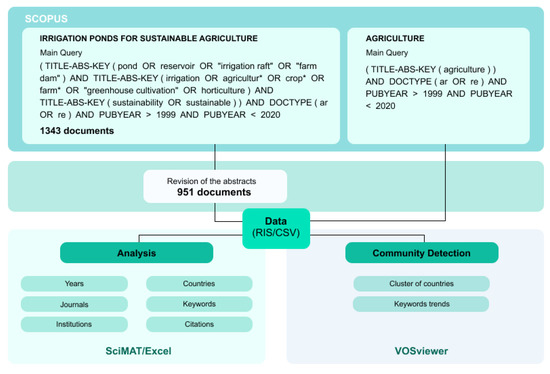 SCOPUS
IRRIGATION PONDS FOR SUSTAINABLE AGRICULTURE
Main Query
( TITLE-ABS-KEY ( pond OR reservoir OR "irrigation raft" OR "farm
dam" ) AND TITLE-ABS-KEY ( irrigation OR agricultur* OR crop* OR
farm* OR "greenhouse cultivation" OR horticulture ) AND
TITLE-ABS-KEY ( sustainability OR sustainable ) ) AND DOCTYPE ( ar
OR re ) AND PUBYEAR > 1999 AND PUBYEAR < 2020
1343 documents
AGRICULTURE
Main Query
( TITLE-ABS-KEY ( agriculture ) )
AND DOCTYPE ( ar OR re ) AND
PUBYEAR > 1999 AND PUBYEAR
< 2020
Revision of the abstracts
951 documents
Data
(RIS/CSV)
Analysis
Years
Countries
Journals
Keywords
Institutions
Citations
SciMAT/Excel
Community Detection
Cluster of countries
Keywords trends
VOSviewer